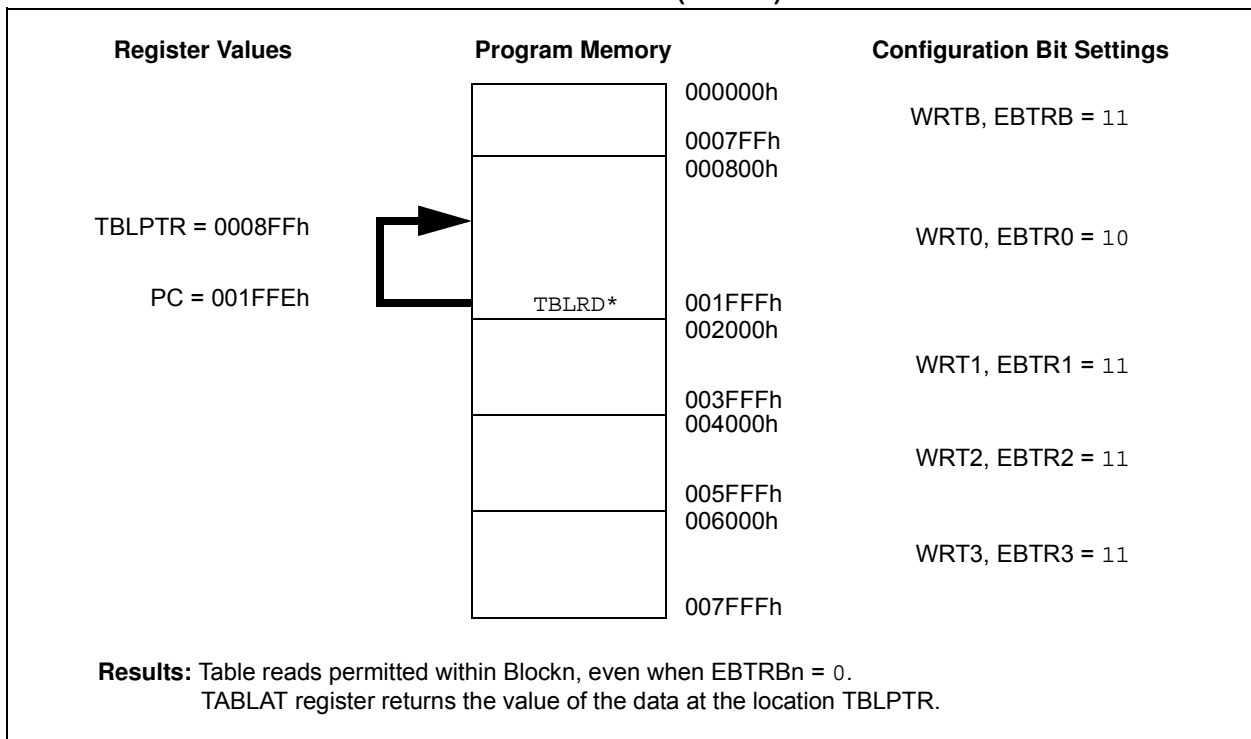 Register Values Program Memory Configuration Bit Settings
000000h
WRTB, EBTRB = 11
0007FFh
000800h
TBLPTR = 0008FFh
WRT0, EBTR0 = 10
PC = 001FFEh
TBLRD* 001FFFh
002000h
WRT1, EBTR1 = 11
003FFFh
004000h
WRT2, EBTR2 = 11
005FFFh
006000h
WRT3, EBTR3 = 11
007FFFh
Results: Table reads permitted within Blockn, even when EBTRBn = 0.
TABLAT register returns the value of the data at the location TBLPTR.